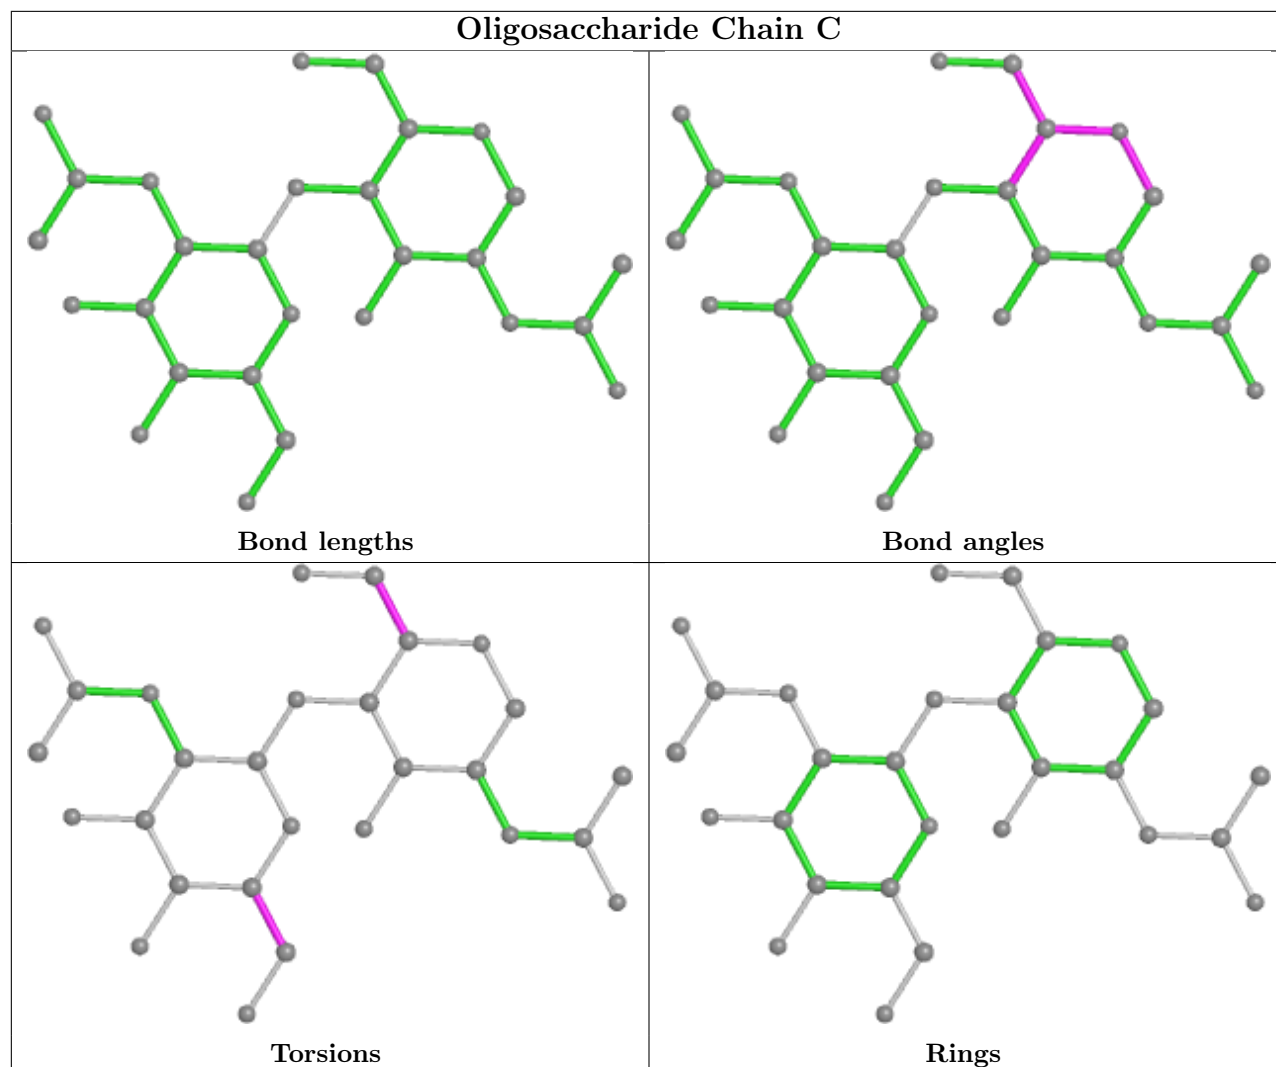 Oligosaccharide Chain C
Bond lengths
Bond angles
Torsions
Rings